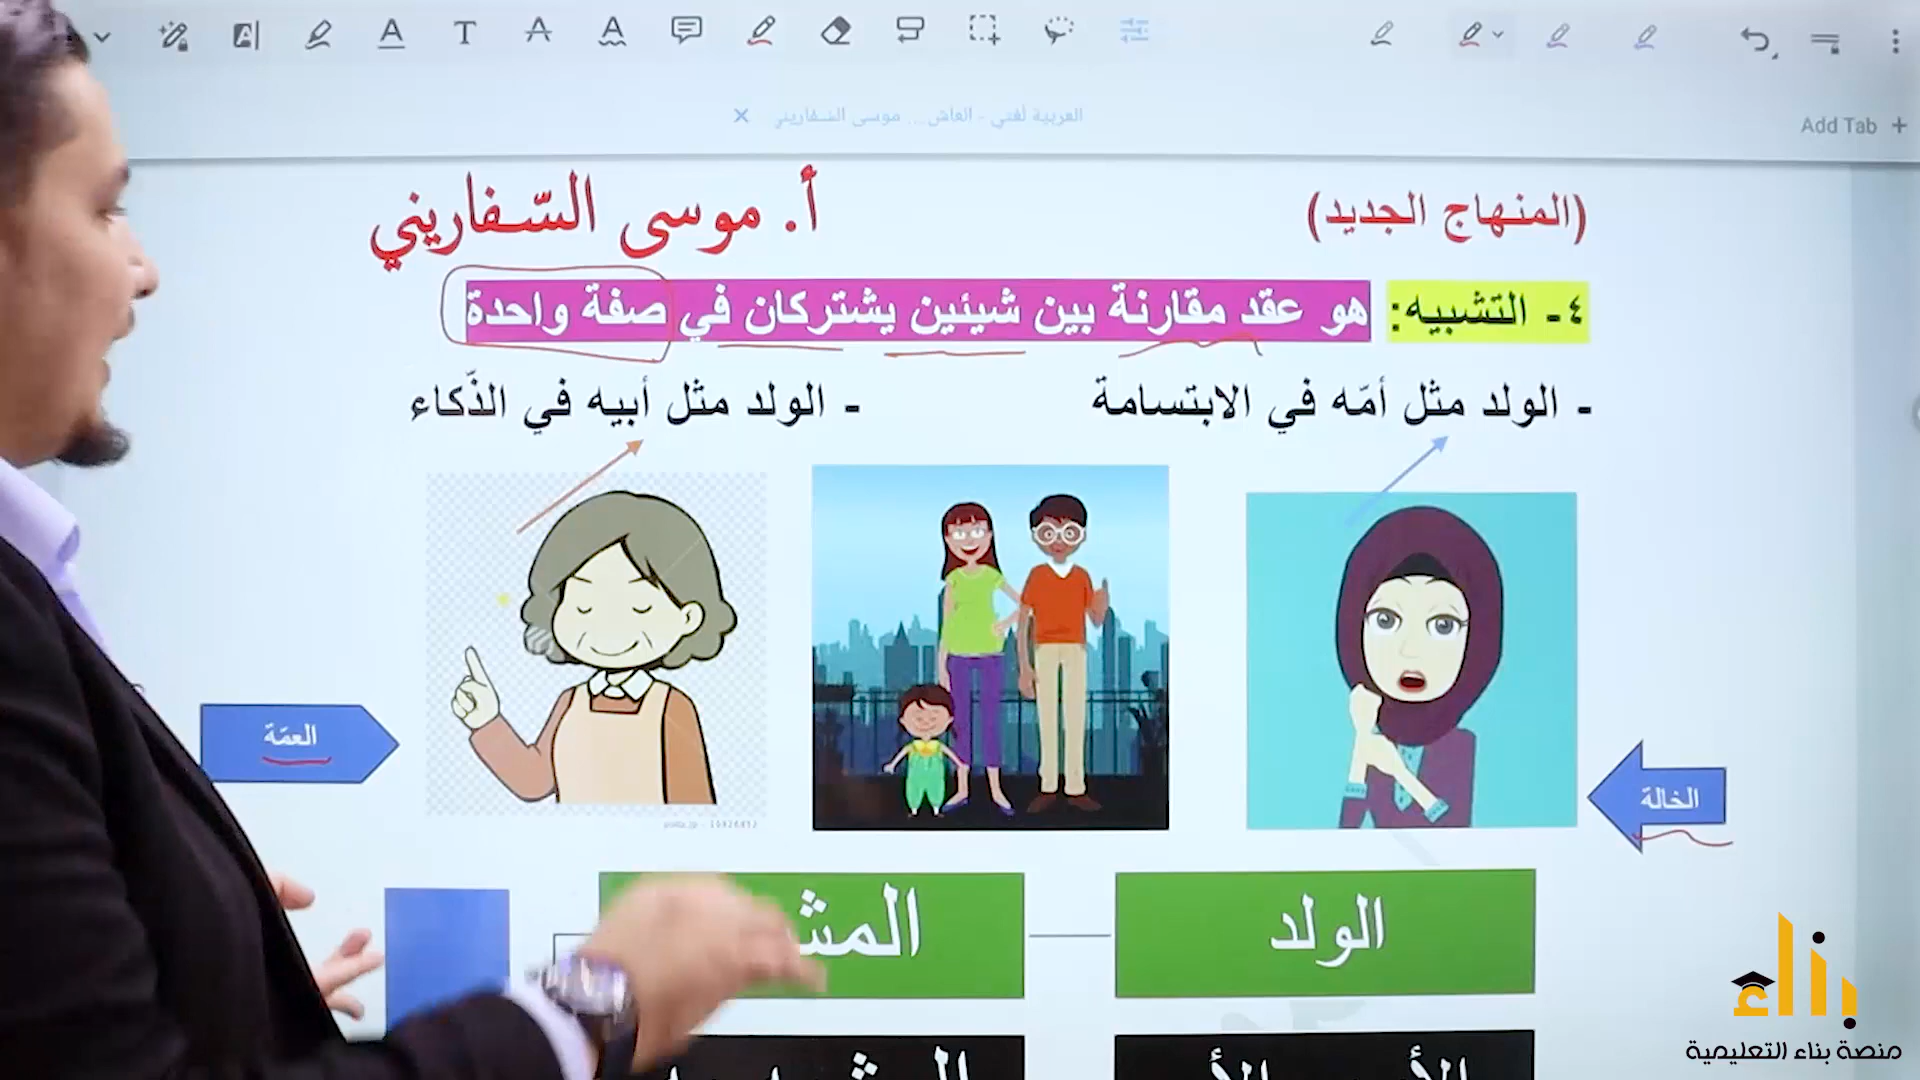 العربية لغتي - العاش... موسى السفاريني
Add Tab +
(المنهاج الجديد)
أ. موسى السّفاريني
٤- التشبيه: هو عقد مقارنة بين شيئين يشتركان في صفة واحدة
- الولد مثل أمّه في الابتسامة
- الولد مثل أبيه في الذّكاء
العمّة
الخالة
الولد
بناء
منصة بناء التعليمية